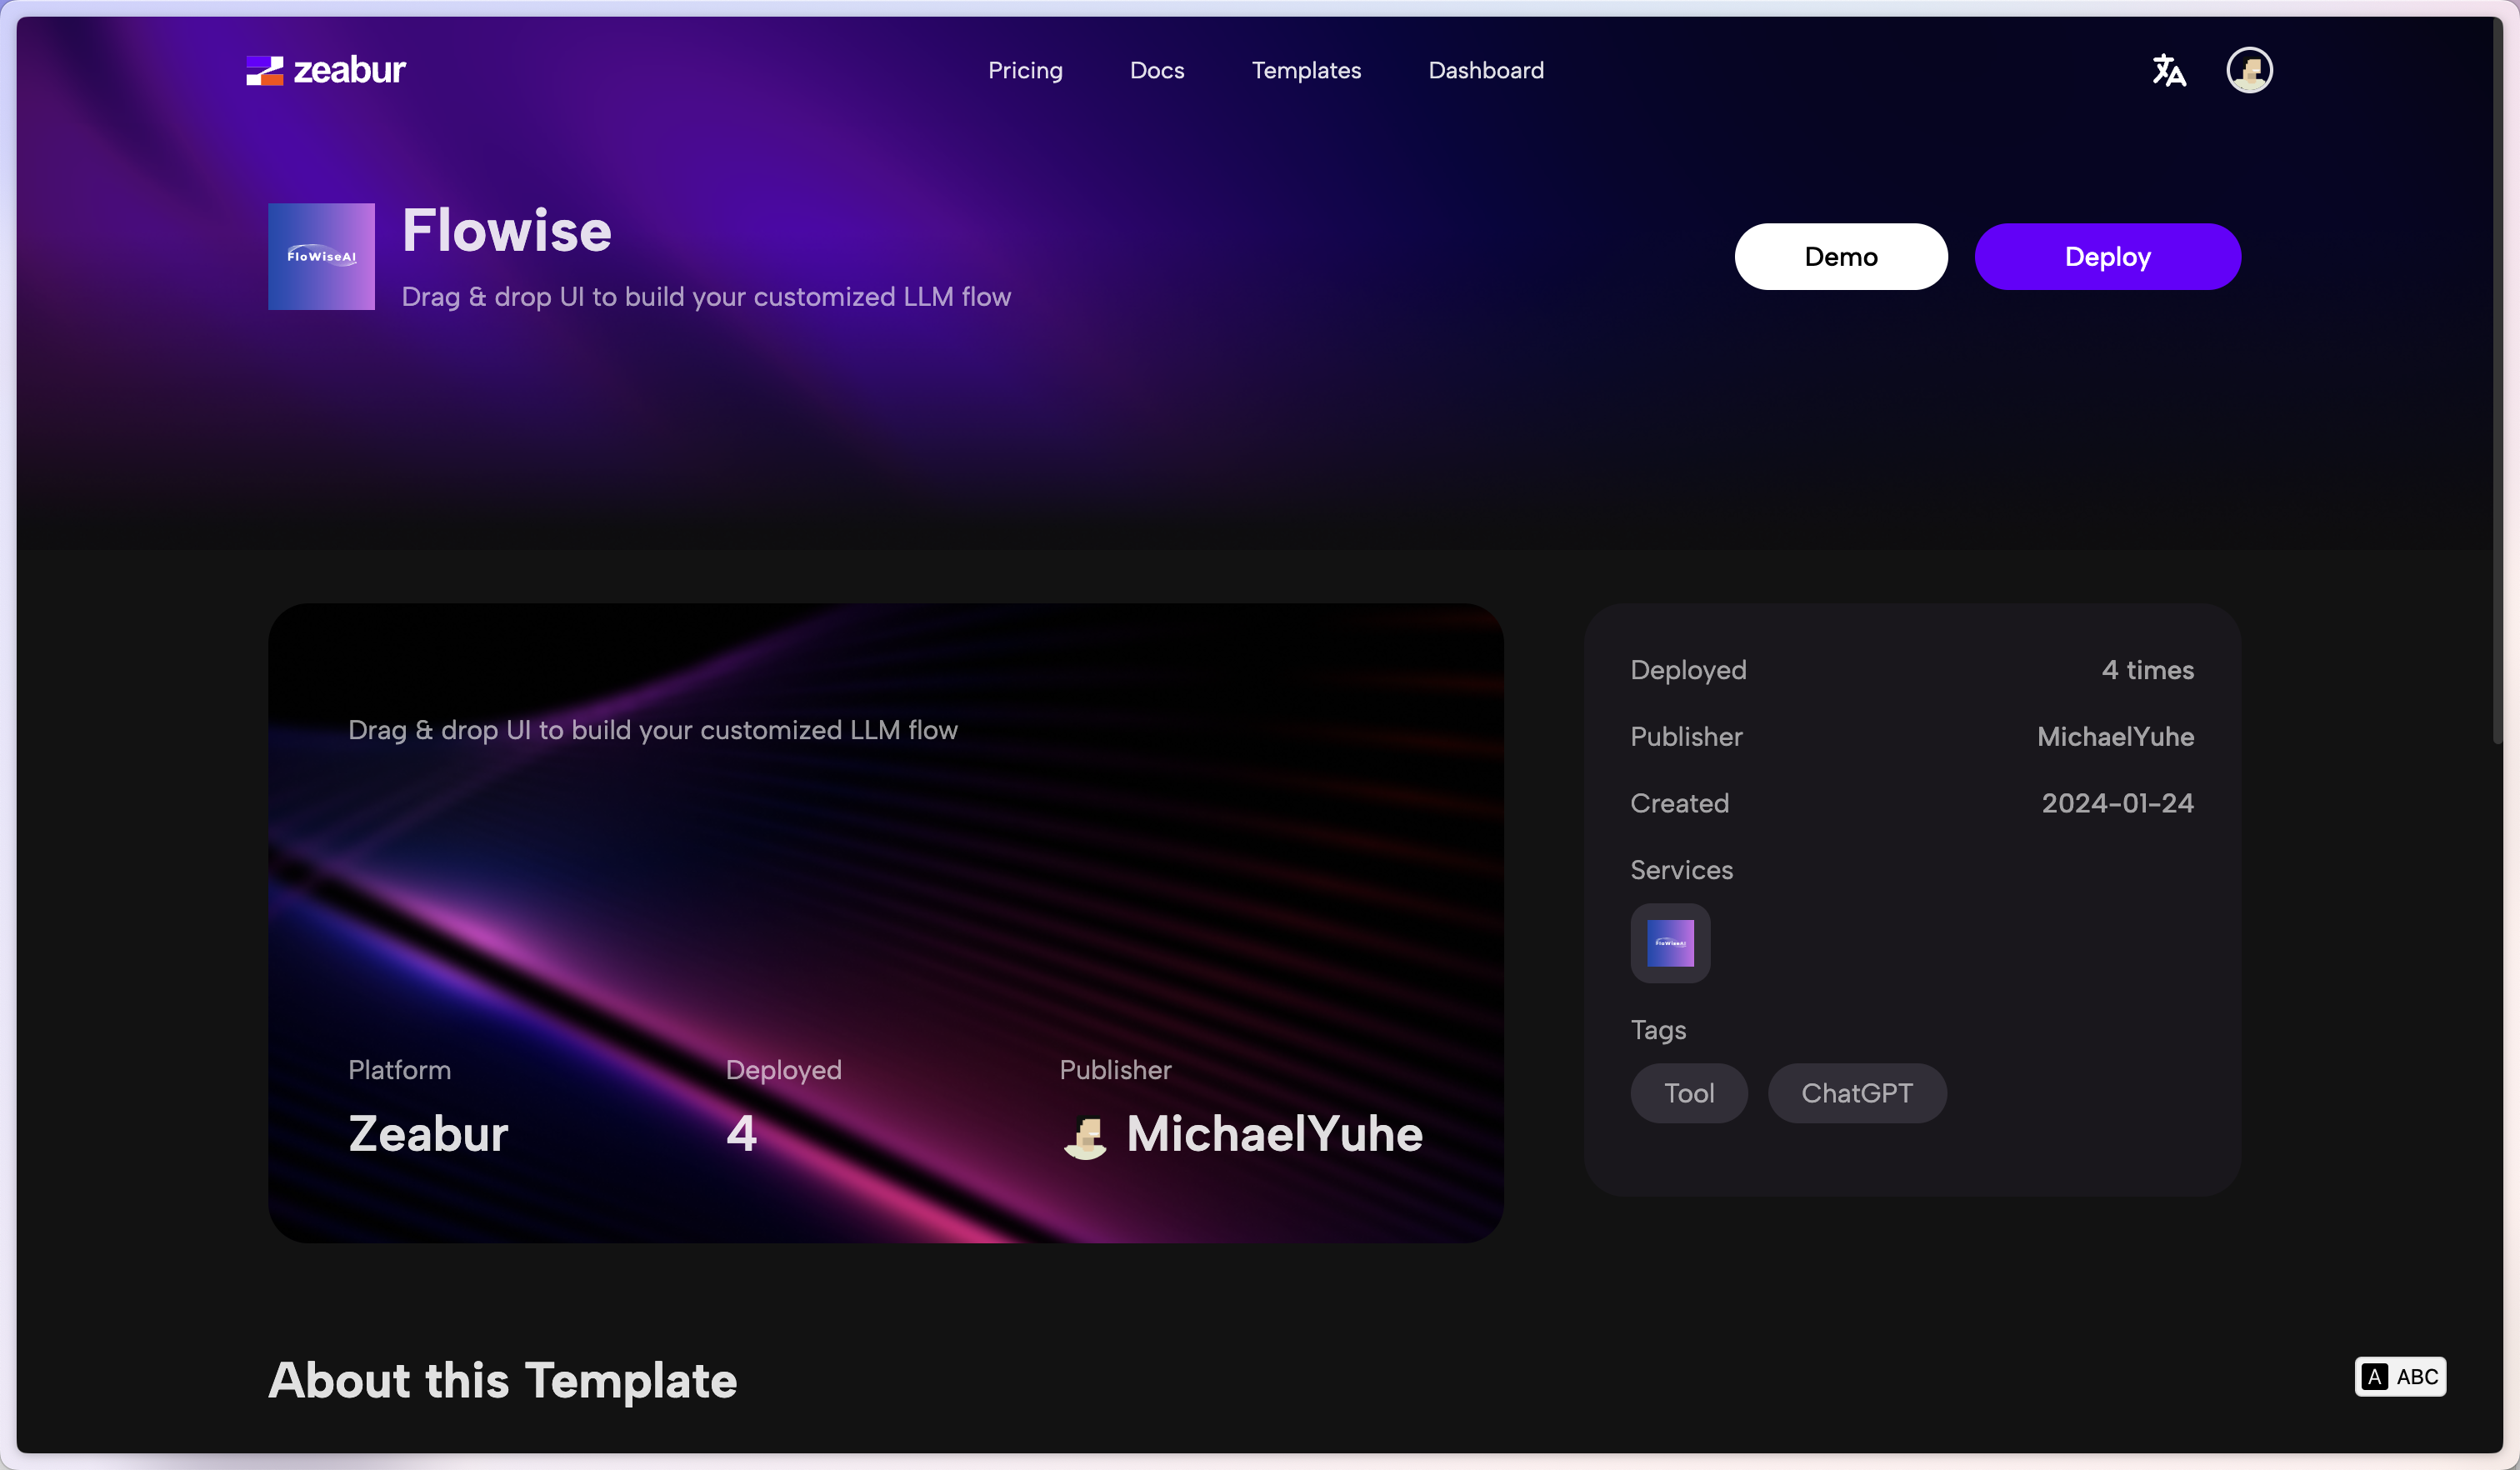 zeabur
Pricing
Docs
Templates
Dashboard
FloWiseAI
Flowise
Drag & drop UI to build your customized LLM flow
Demo
Deploy
Drag & drop UI to build your customized LLM flow
Platform
Zeabur
Deployed
4
Publisher
MichaelYuhe
Deployed 4 times
Publisher MichaelYuhe
Created 2024-01-24
Services
FloWiseAI
Tags
Tool
ChatGPT
About this Template
A ABC